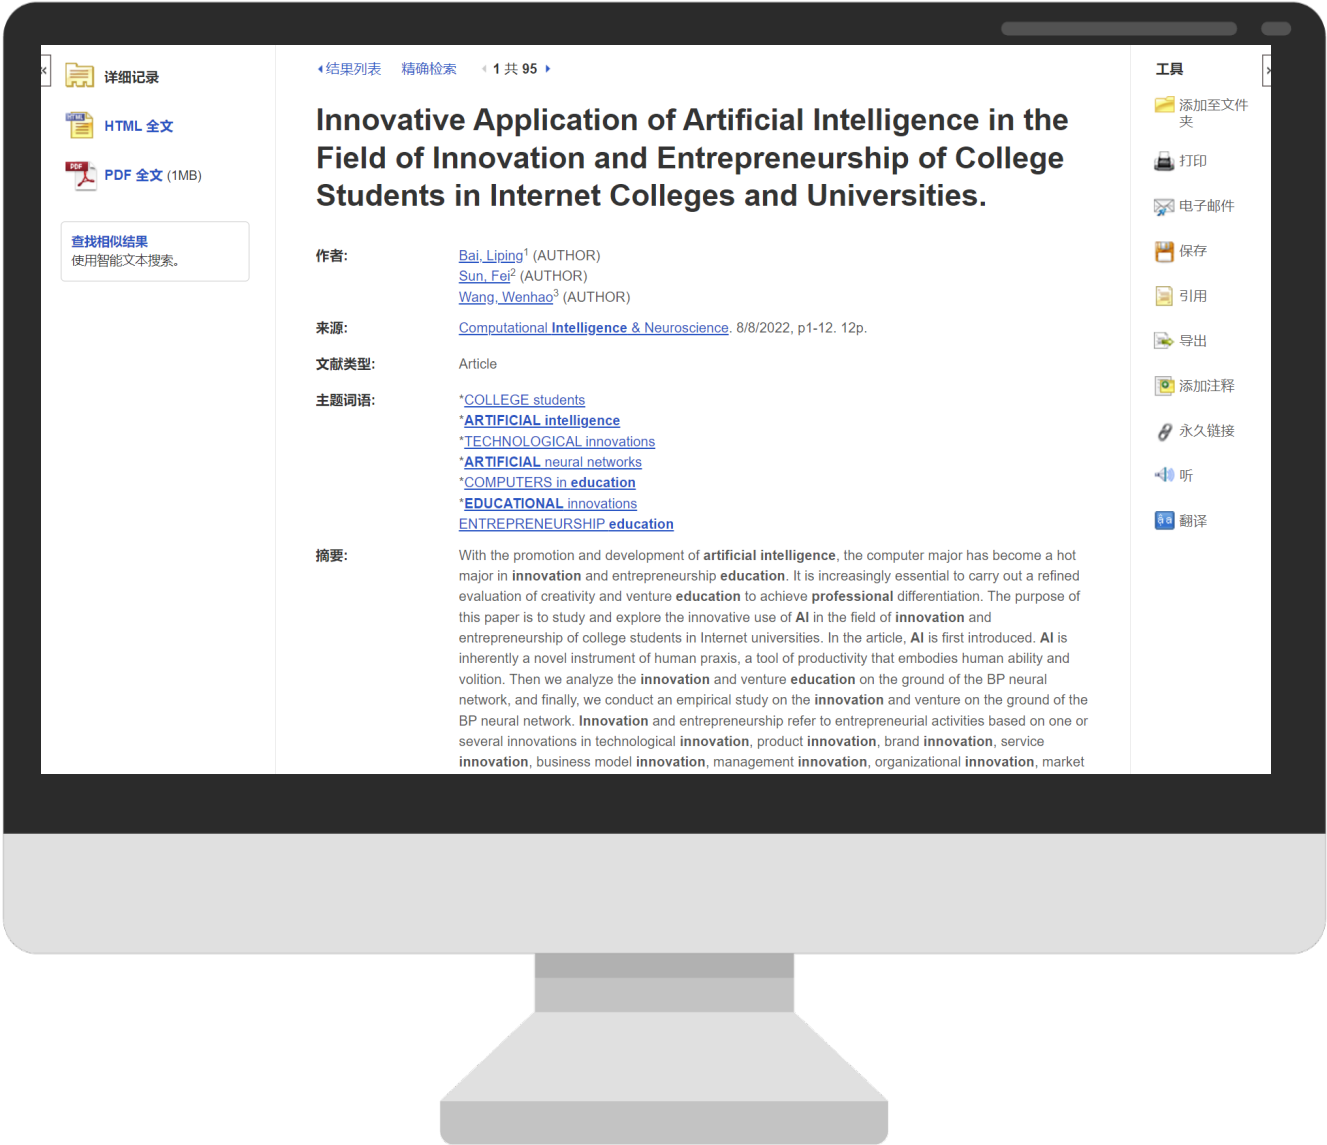 详细记录
HTML 全文
PDF 全文 (1MB)
查找相似结果
使用智能文本搜索。
结果列表 精确检索 1 共 95
Innovative Application of Artificial Intelligence in the
Field of Innovation and Entrepreneurship of College
Students in Internet Colleges and Universities.
作者: Bai, Liping1 (AUTHOR)
Sun, Fei2 (AUTHOR)
Wang, Wenhao3 (AUTHOR)
来源: Computational Intelligence & Neuroscience. 8/8/2022, p1-12. 12p.
文献类型: Article
主题词语: *COLLEGE students
*ARTIFICIAL intelligence
*TECHNOLOGICAL innovations
*ARTIFICIAL neural networks
*COMPUTERS in education
*EDUCATIONAL innovations
ENTREPRENEURSHIP education
摘要: With the promotion and development of artificial intelligence, the computer major has become a hot
major in innovation and entrepreneurship education. It is increasingly essential to carry out a refined
evaluation of creativity and venture education to achieve professional differentiation. The purpose of
this paper is to study and explore the innovative use of AI in the field of innovation and
entrepreneurship of college students in Internet universities. In the article, AI is first introduced. AI is
inherently a novel instrument of human praxis, a tool of productivity that embodies human ability and
volition. Then we analyze the innovation and venture education on the ground of the BP neural
network, and finally, we conduct an empirical study on the innovation and venture on the ground of the
BP neural network. Innovation and entrepreneurship refer to entrepreneurial activities based on one or
several innovations in technological innovation, product innovation, brand innovation, service
innovation, business model innovation, management innovation, organizational innovation, market
工具
添加至文件
夹
打印
电子邮件
保存
引用
导出
添加注释
永久链接
听
翻译